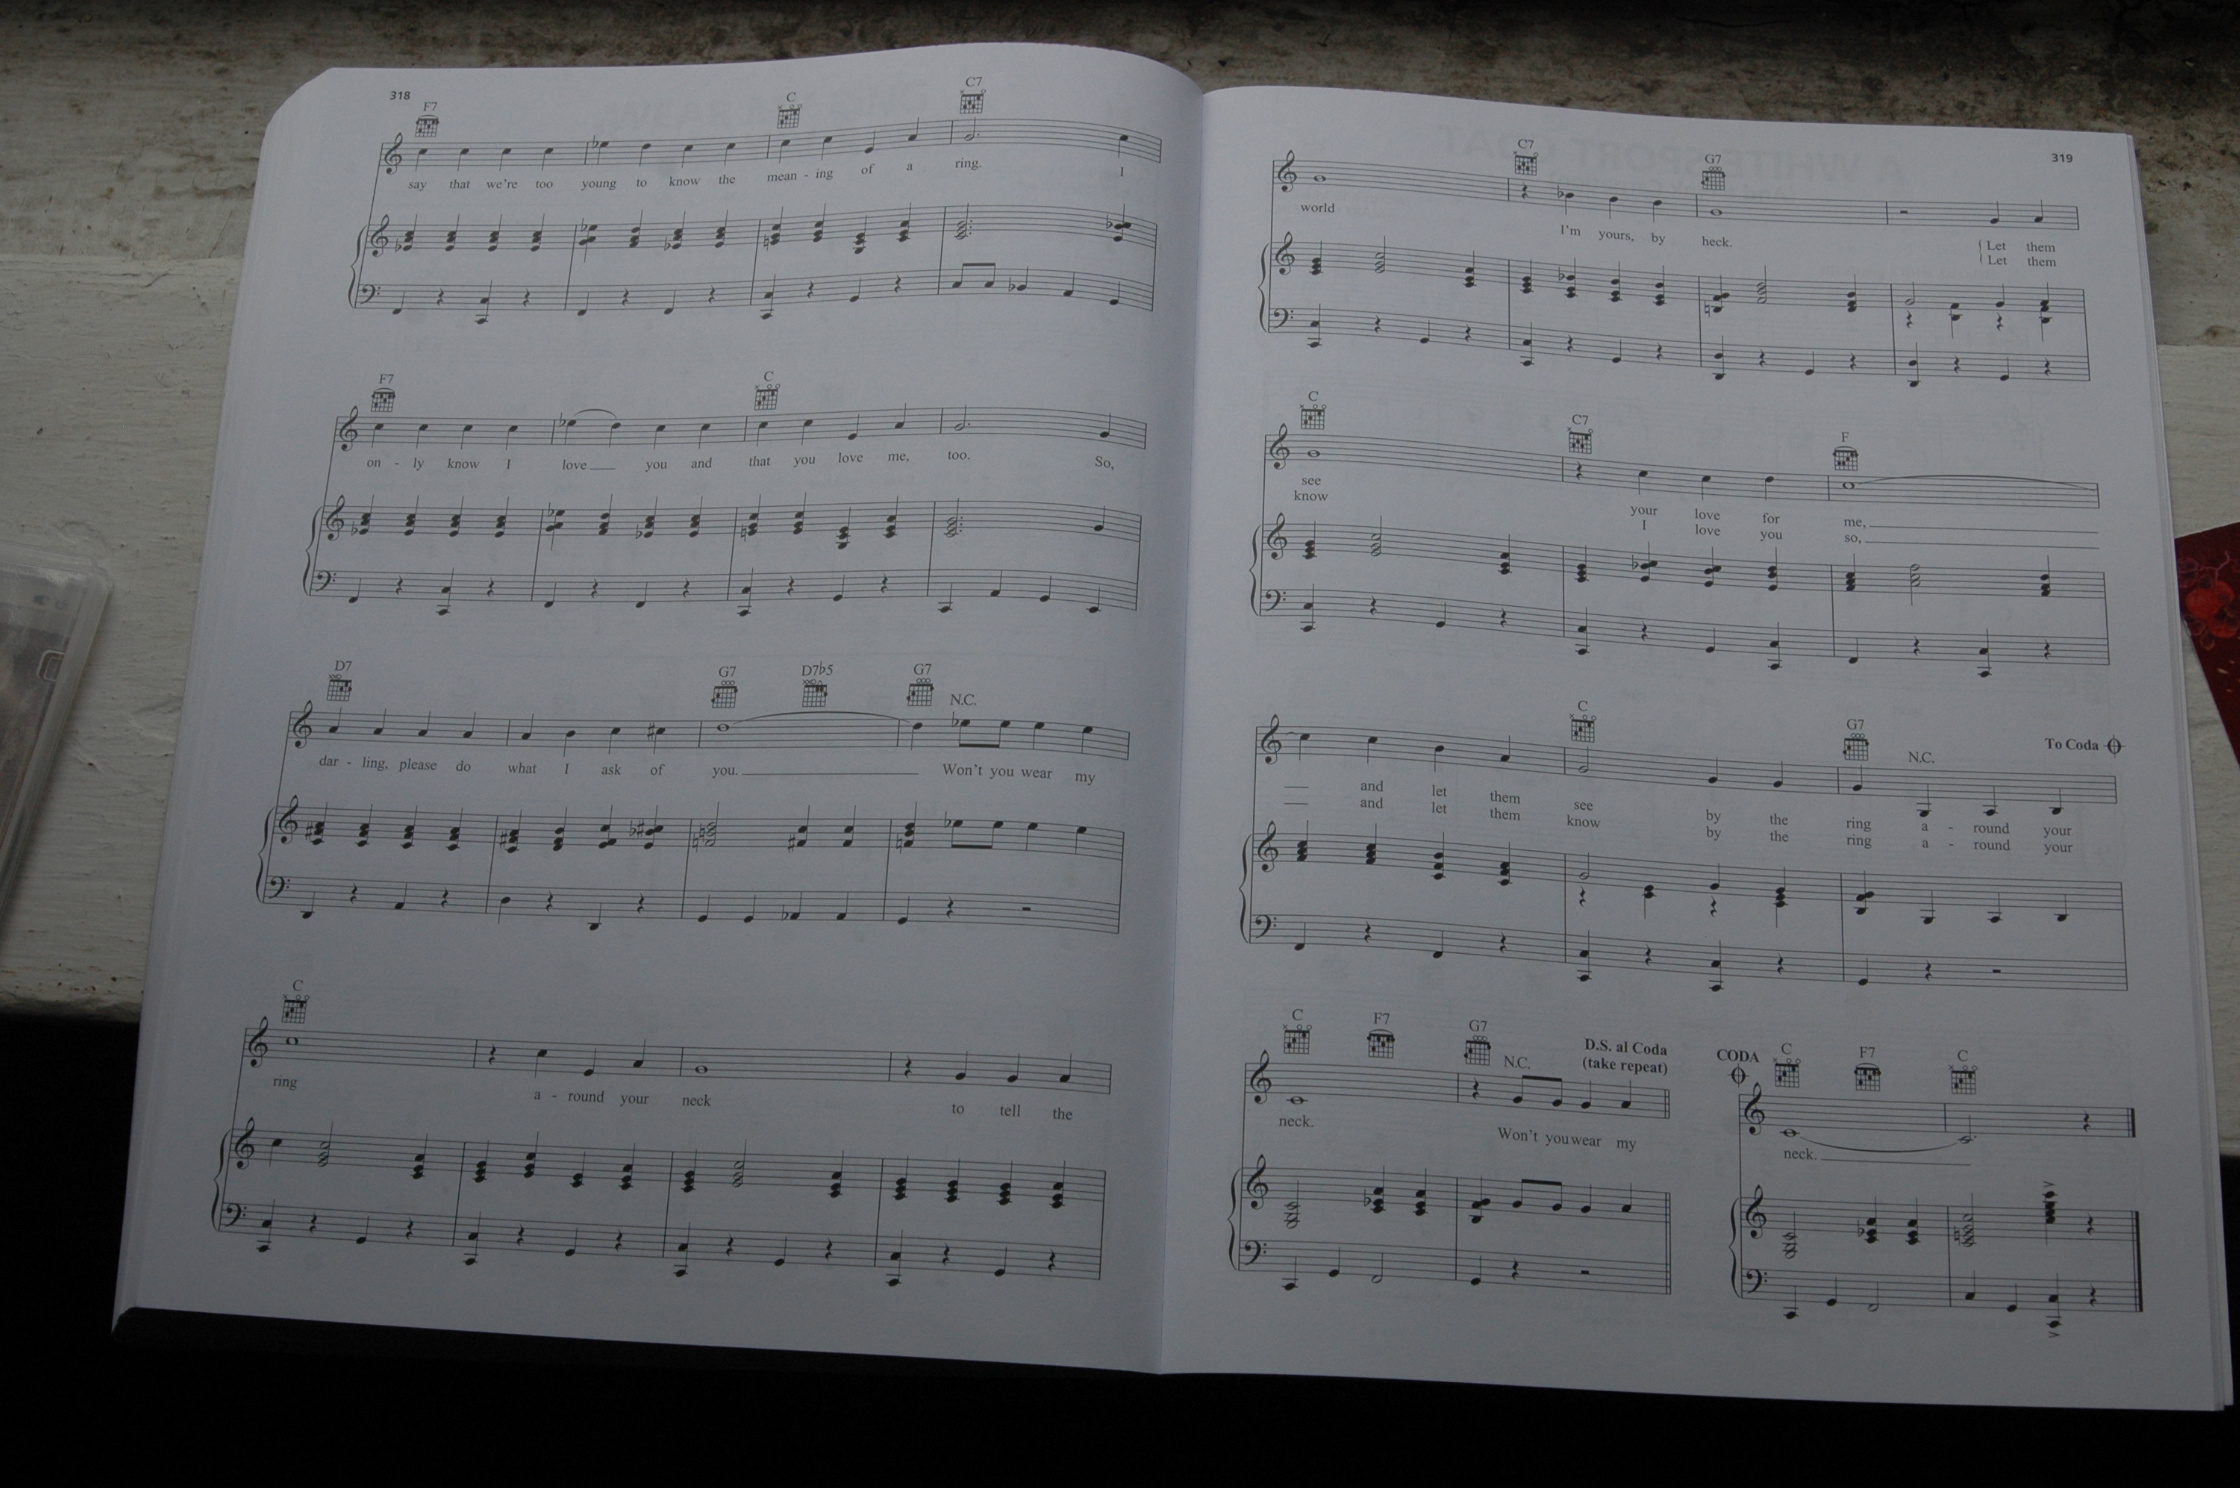 318
F7 C C7
say that we're too young to know the mean - ing of a ring. I
F7 C
on - ly know I love you and that you love me, too. So,
D7 G7 D7♭5 G7 N.C.
dar - ling, please do what I ask of you. Won't you wear my
C
ring a - round your neck to tell the
319
C7 G7
world I'm yours, by heck. Let them
Let them
C C7 F
see your love for me,
know I love you so,
C G7 N.C. To Coda
and let them see by the ring a - round your
and let them know by the ring a - round your
C F7 G7 N.C. D.S. al Coda
(take repeat)
neck. Won't you wear my
CODA C F7 C
neck.